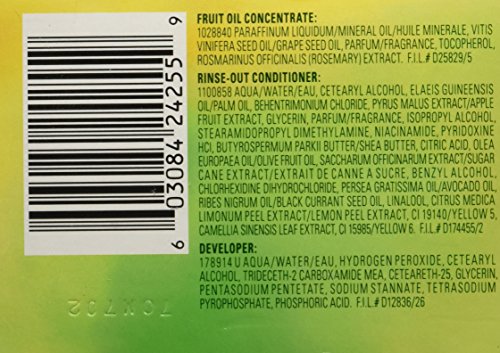 FRUIT OIL CONCENTRATE:
1028840 PARAFFINUM LIQUIDUM/MINERAL OIL/HUILE MINERALE, VITIS
VINIFERA SEED OIL/GRAPE SEED OIL, PARFUM/FRAGRANCE, TOCOPHEROL,
ROSMARINUS OFFICINALIS (ROSEMARY) EXTRACT. F.I.L.# D25829/5
RINSE-OUT CONDITIONER:
1100858 AQUA/WATER/EAU, CETEARYL ALCOHOL, ELAEIS GUINEENSIS
OIL/PALM OIL, BEHENTRIMONIUM CHLORIDE, PYRUS MALUS EXTRACT/APPLE
FRUIT EXTRACT, GLYCERIN, PARFUM/FRAGRANCE, ISOPROPYL ALCOHOL,
STEARAMIDOPROPYL DIMETHYLAMINE, NIACINAMIDE, PYRIDOXINE
HCI, BUTYROSPERMUM PARKII BUTTER/SHEA BUTTER, CITRIC ACID, OLEA
EUROPAEA OIL/OLIVE FRUIT OIL, SACCHARUM OFFICINARUM EXTRACT/SUGAR
CANE EXTRACT/EXTRAIT DE CANNE A SUCRE, BENZYL ALCOHOL,
CHLORHEXIDINE DIHYDROCHLORIDE, PERSEA GRATISSIMA OIL/AVOCADO OIL,
RIBES NIGRUM OIL/BLACK CURRANT SEED OIL, LINALOOL, CITRUS MEDICA
LIMONUM PEEL EXTRACT/LEMON PEEL EXTRACT, CI 19140/YELLOW 5,
CAMELLIA SINENSIS LEAF EXTRACT, CI 15985/YELLOW 6. F.I.L.# D174455/2
DEVELOPER:
178914 U AQUA/WATER/EAU, HYDROGEN PEROXIDE, CETEARYL
ALCOHOL, TRIDECETH-2 CARBOXAMIDE MEA, CETEARETH-25, GLYCERIN,
PENTASODIUM PENTETATE, SODIUM STANNATE, TETRASODIUM
PYROPHOSPHATE, PHOSPHORIC ACID. F.I.L.# D12836/26
6 03084 24255 9